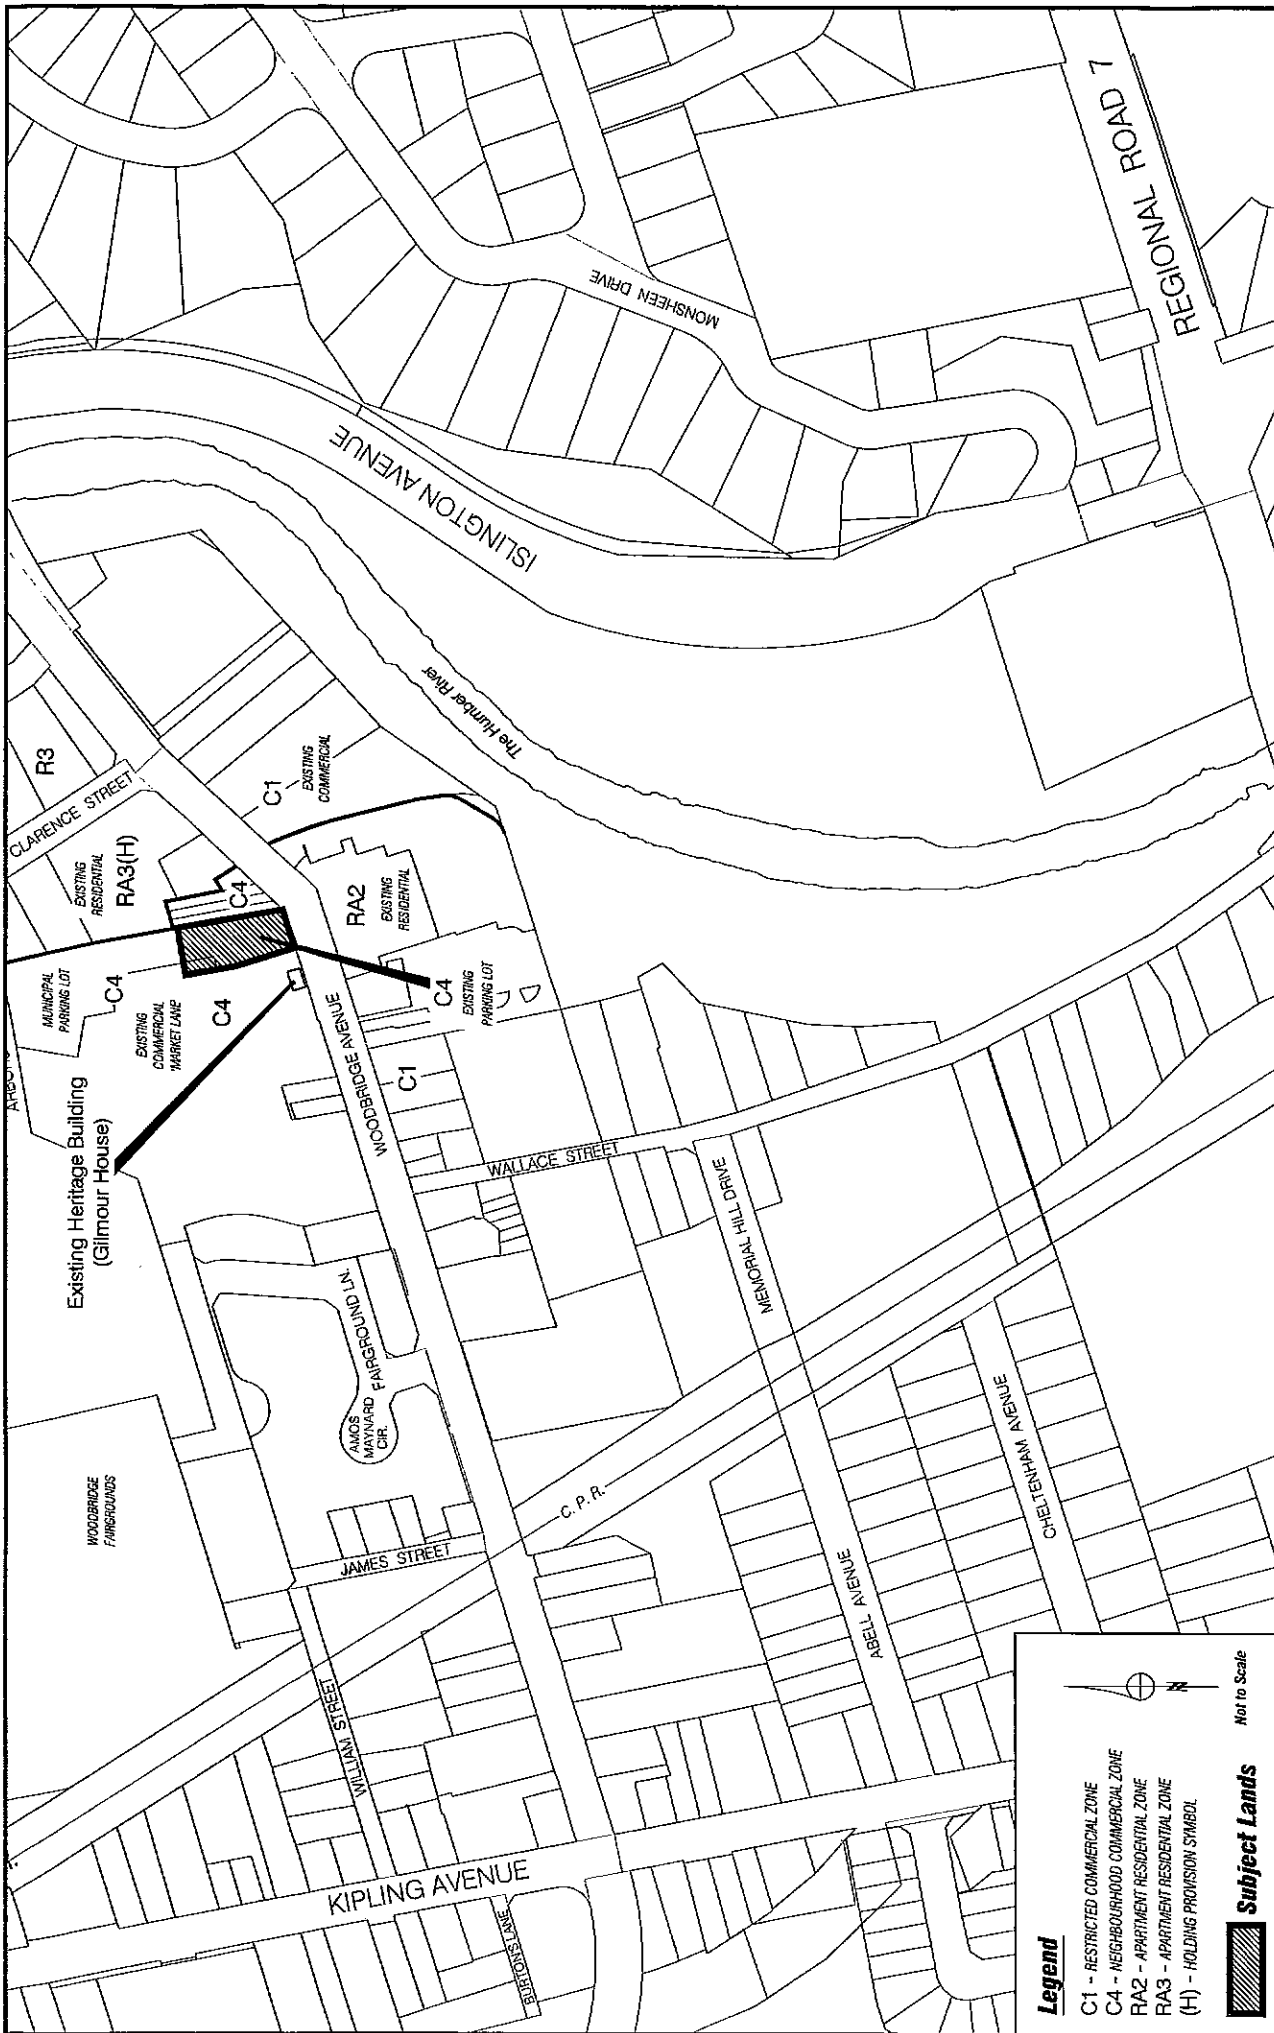 REGIONAL ROAD 7
MONSHEEN DRIVE
ISLINGTON AVENUE
The Humber River
R3
CLARENCE STREET
EXISTING
RESIDENTIAL
RA3(H)
C1
EXISTING
COMMERCIAL
C4
RA2
EXISTING
RESIDENTIAL
MUNICIPAL
PARKING LOT
C4
EXISTING
COMMERCIAL
'MARKET LANE'
C4
C4
EXISTING
PARKING LOT
Existing Heritage Building
(Gilmour House)
WOODBRIDGE AVENUE
C1
WALLACE STREET
MEMORIAL HILL DRIVE
FAIRGROUND LN.
AMOS
MAYNARD
CIR.
WOODBRIDGE
FAIRGROUNDS
C. P. R.
JAMES STREET
WILLIAM STREET
ABELL AVENUE
CHELTENHAM AVENUE
KIPLING AVENUE
BURTON'S LANE
Legend
C1 - RESTRICTED COMMERCIAL ZONE
C4 - NEIGHBOURHOOD COMMERCIAL ZONE
RA2 - APARTMENT RESIDENTIAL ZONE
RA3 - APARTMENT RESIDENTIAL ZONE
(H) - HOLDING PROVISION SYMBOL
Subject Lands
N
Not to Scale